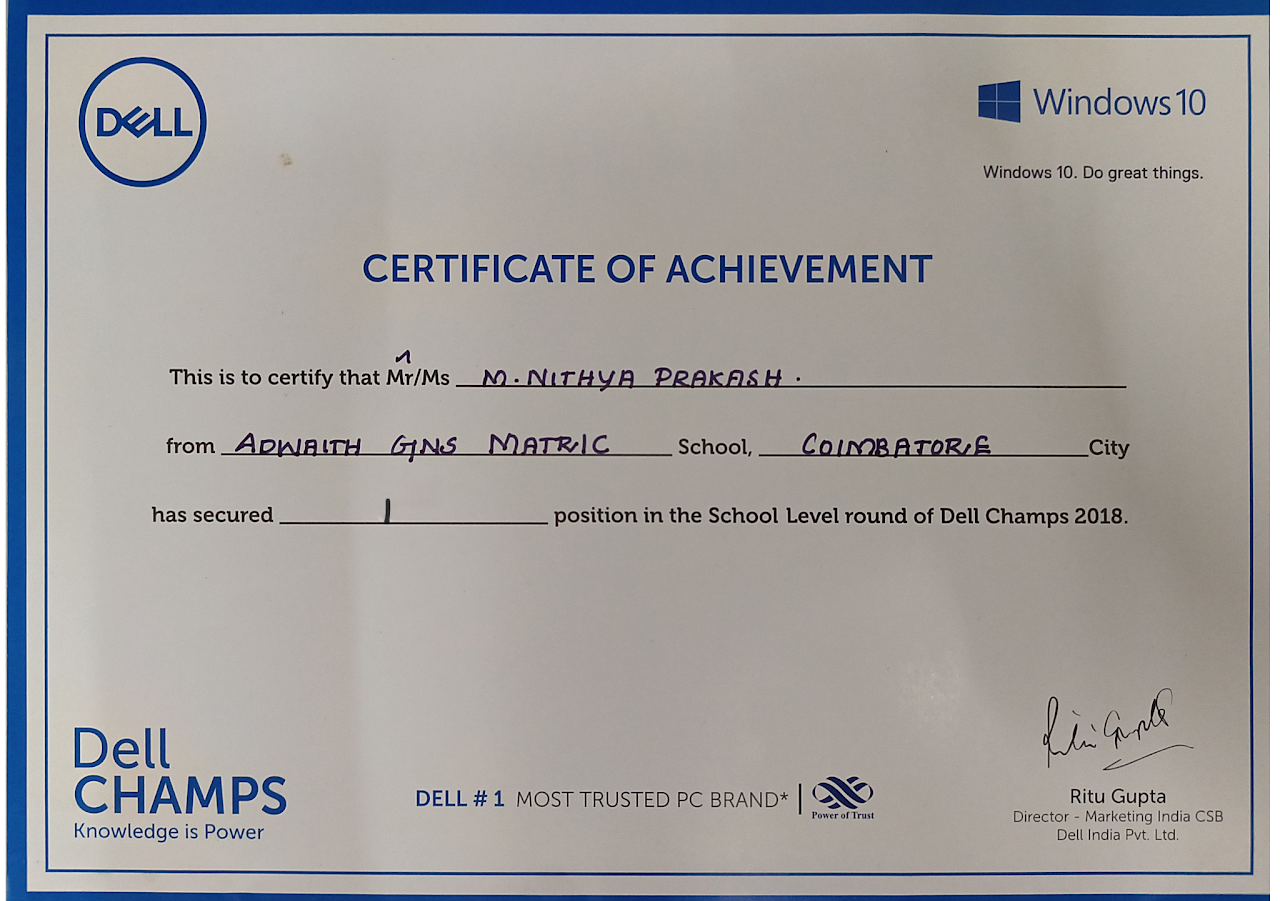 DELL
Windows 10
Windows 10. Do great things.
CERTIFICATE OF ACHIEVEMENT
This is to certify that Mr/Ms M. NITHYA PRAKASH.
from ADWAITH GNS MATRIC School, COIMBATORE City
has secured 1 position in the School Level round of Dell Champs 2018.
Ritu Gupta
Dell
CHAMPS
Knowledge is Power
DELL # 1 MOST TRUSTED PC BRAND*
Power of Trust
Ritu Gupta
Director - Marketing India CSB
Dell India Pvt. Ltd.